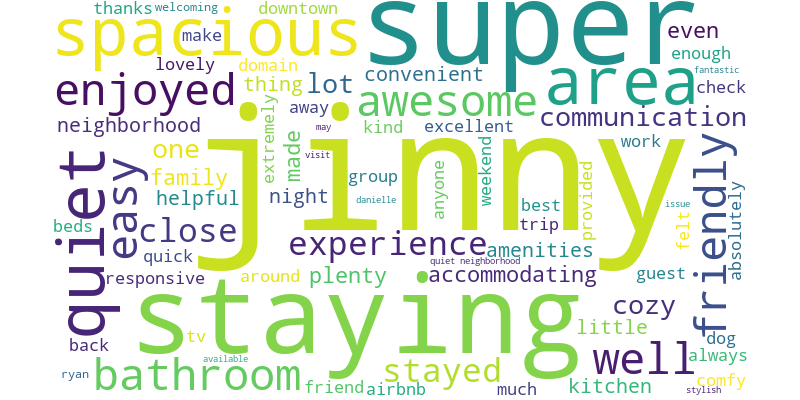 thanks welcoming downtown
spacious super
make even
lovely domain enough
convenient fantastic
enjoyed thing lot area check
awesome
away communication
neighborhood kind excellent
extremely made may jinny work
one visit
quiet easy family group weekend anyone provided friendly absolutely
helpful night danielle best issue
beds close trip felt
experience amenities
quick quiet neighborhood
responsive around plenty accommodating guest
staying cozy
tv little
back dog
available well always
ryan bathroom stayed comfy
friend airbnb much kitchen stylish